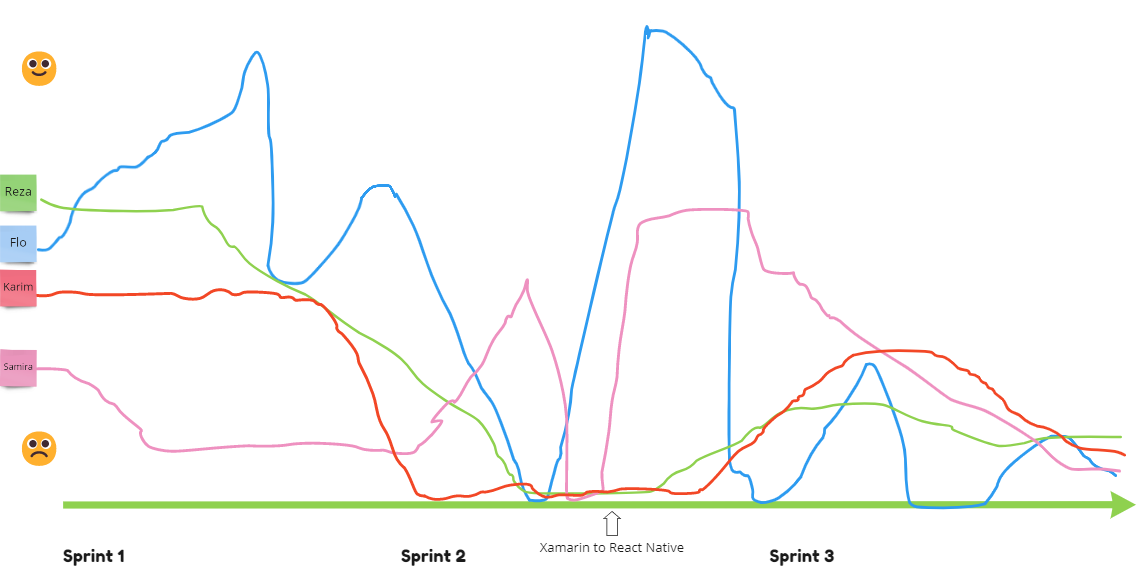 Reza
Flo
Karim
Samira
Xamarin to React Native
Sprint 1
Sprint 2
Sprint 3